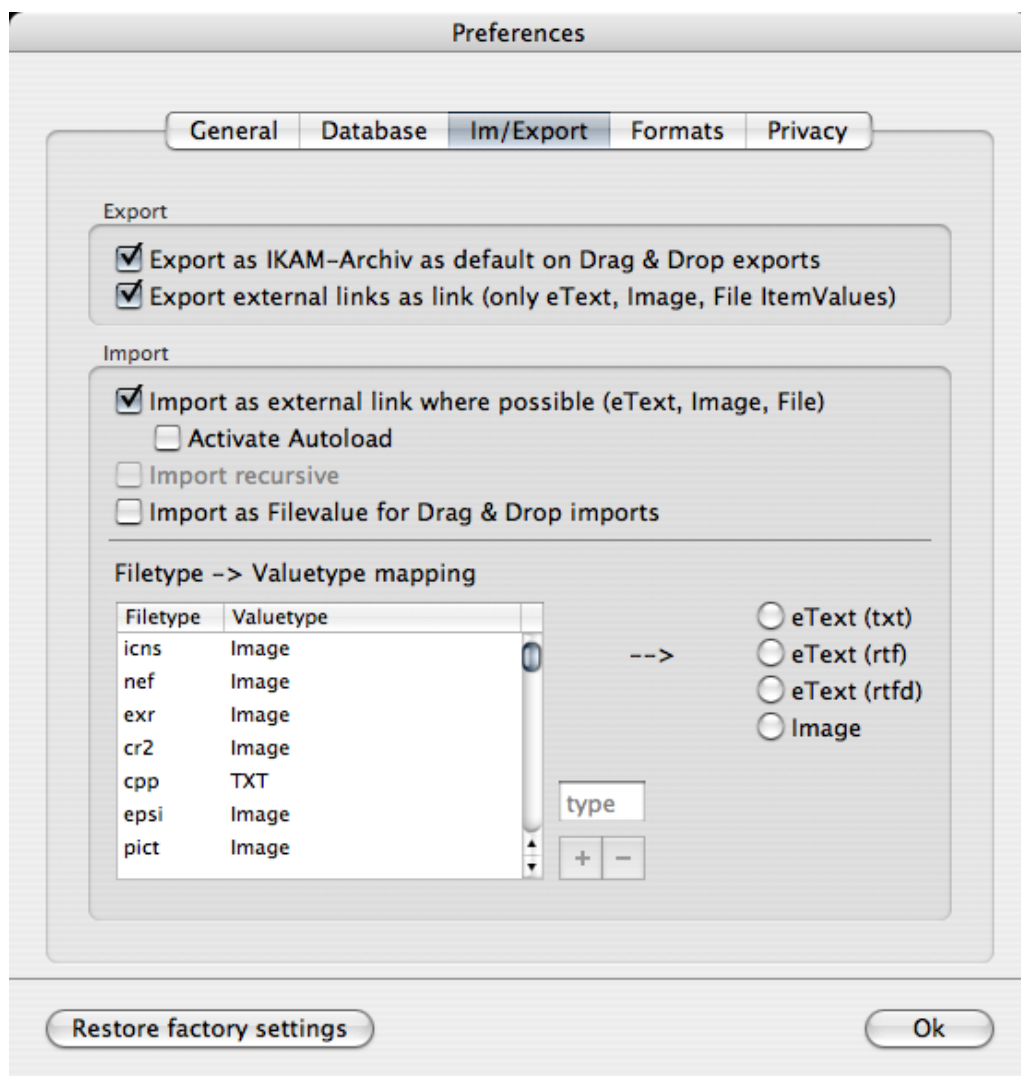 Preferences
General Database Im/Export Formats Privacy
Export
Export as IKAM-Archiv as default on Drag & Drop exports
Export external links as link (only eText, Image, File ItemValues)
Import
Import as external link where possible (eText, Image, File)
Activate Autoload
Import recursive
Import as Filevalue for Drag & Drop imports
Filetype -> Valuetype mapping
Filetype Valuetype
icns Image
nef Image
exr Image
cr2 Image
cpp TXT
epsi Image
pict Image
-->
eText (txt)
eText (rtf)
eText (rtfd)
Image
type
+ -
Restore factory settings
Ok